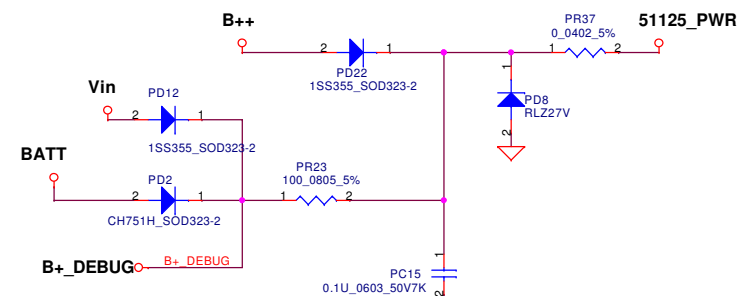 B++
PR37
51125_PWR
0_0402_5%
2
1
1
2
PD22
1SS355_SOD323-2
Vin
PD12
1
PD8
RLZ27V
2
2
1
1SS355_SOD323-2
BATT
PD2
PR23
100_0805_5%
2
1
1
2
CH751H_SOD323-2
B+_DEBUG
B+_DEBUG
1
PC15
0.1U_0603_50V7K
2